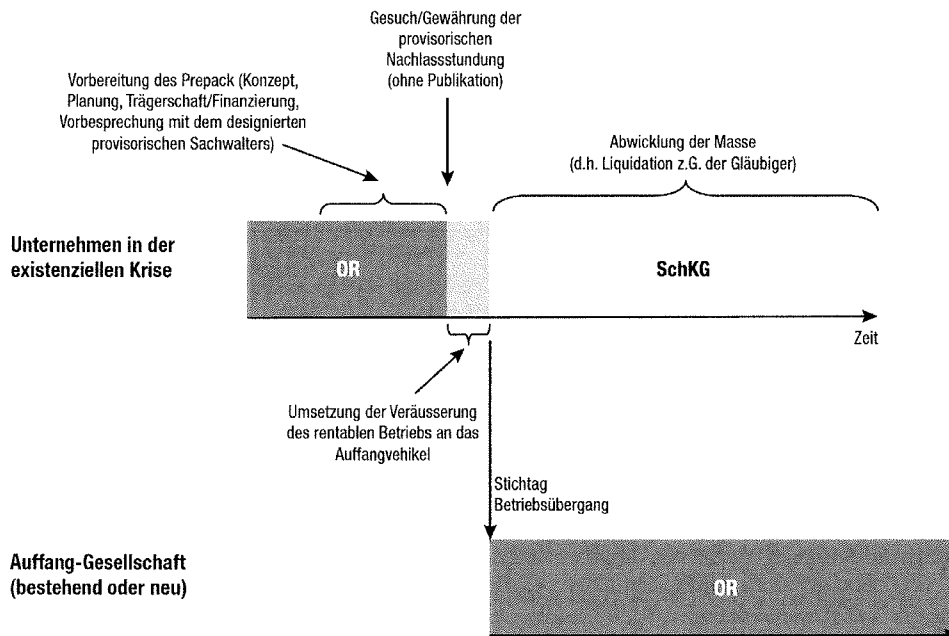 Gesuch/Gewährung der
provisorischen
Nachlassstundung
(ohne Publikation)
Vorbereitung des Prepack (Konzept,
Planung, Trägerschaft/Finanzierung,
Vorbesprechung mit dem designierten
provisorischen Sachwalters)
Abwicklung der Masse
(d.h. Liquidation z.G. der Gläubiger)
Unternehmen in der
existenziellen Krise
OR
SchKG
Zeit
Umsetzung der Veräusserung
des rentablen Betriebs an das
Auffangvehikel
Stichtag
Betriebsübergang
Auffang-Gesellschaft
(bestehend oder neu)
OR